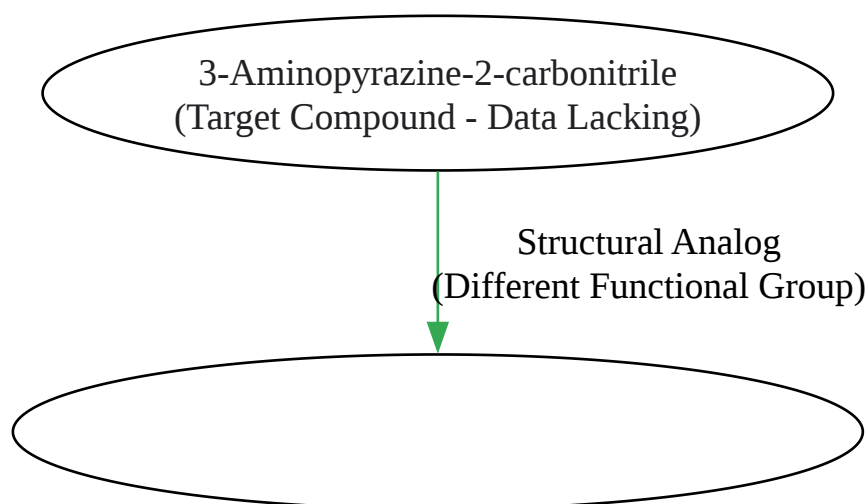 3-Aminopyrazine-2-carbonitrile
(Target Compound - Data Lacking)
Structural Analog
(Different Functional Group)